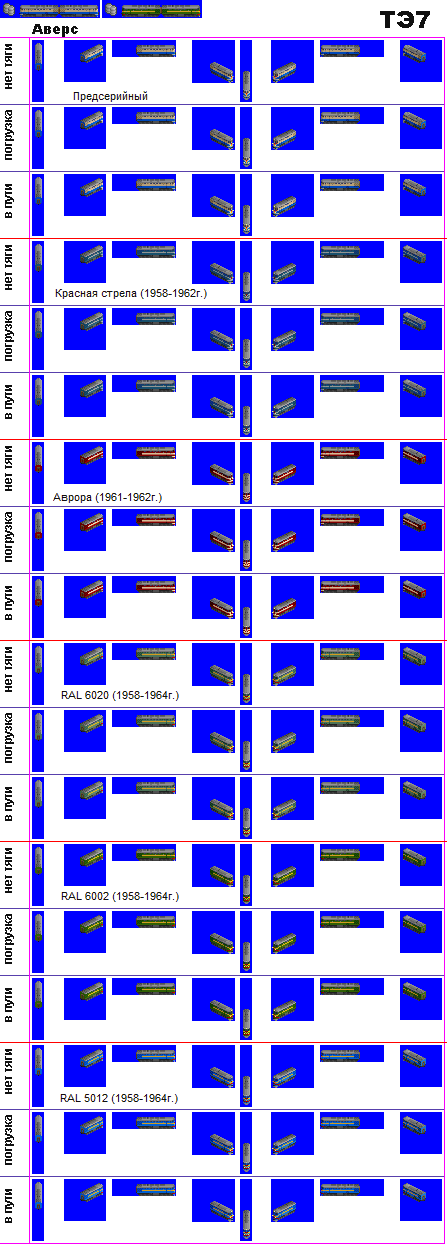 ТЭ7
Аверс
нет тяги
Предсерийный
погрузка
в пути
нет тяги
Красная стрела (1958-1962г.)
погрузка
в пути
нет тяги
Аврора (1961-1962г.)
погрузка
в пути
нет тяги
RAL 6020 (1958-1964г.)
погрузка
в пути
нет тяги
RAL 6002 (1958-1964г.)
погрузка
в пути
нет тяги
RAL 5012 (1958-1964г.)
погрузка
в пути